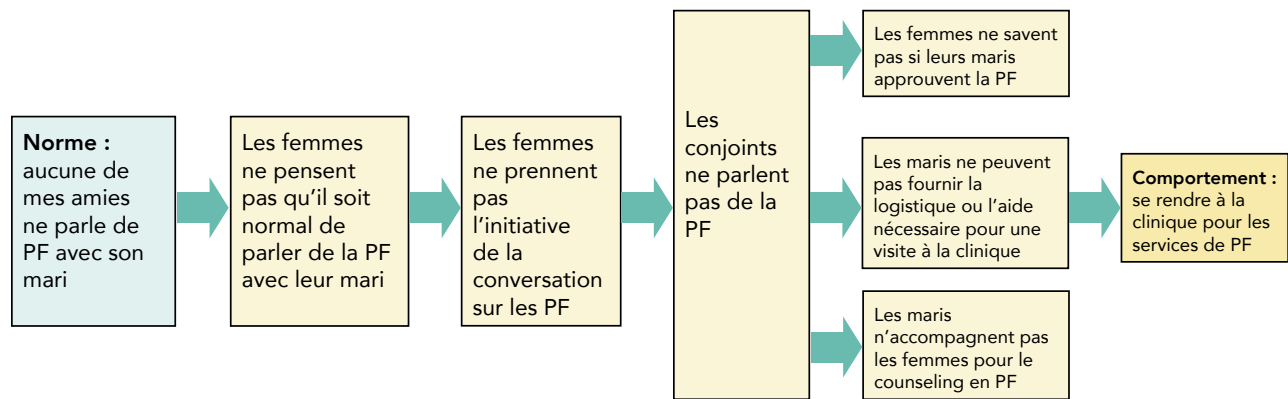 Norme :
aucune de
mes amies
ne parle de
PF avec son
mari
Les femmes
ne pensent
pas qu’il soit
normal de
parler de la PF
avec leur mari
Les femmes
ne prennent
pas
l’initiative
de la
conversation
sur les PF
Les
conjoints
ne parlent
pas de la
PF
Les femmes ne savent
pas si leurs maris
approuvent la PF
Les maris ne peuvent
pas fournir la
logistique ou l’aide
nécessaire pour une
visite à la clinique
Les maris
n’accompagnent pas
les femmes pour le
counseling en PF
Comportement :
se rendre à la
clinique pour les
services de PF